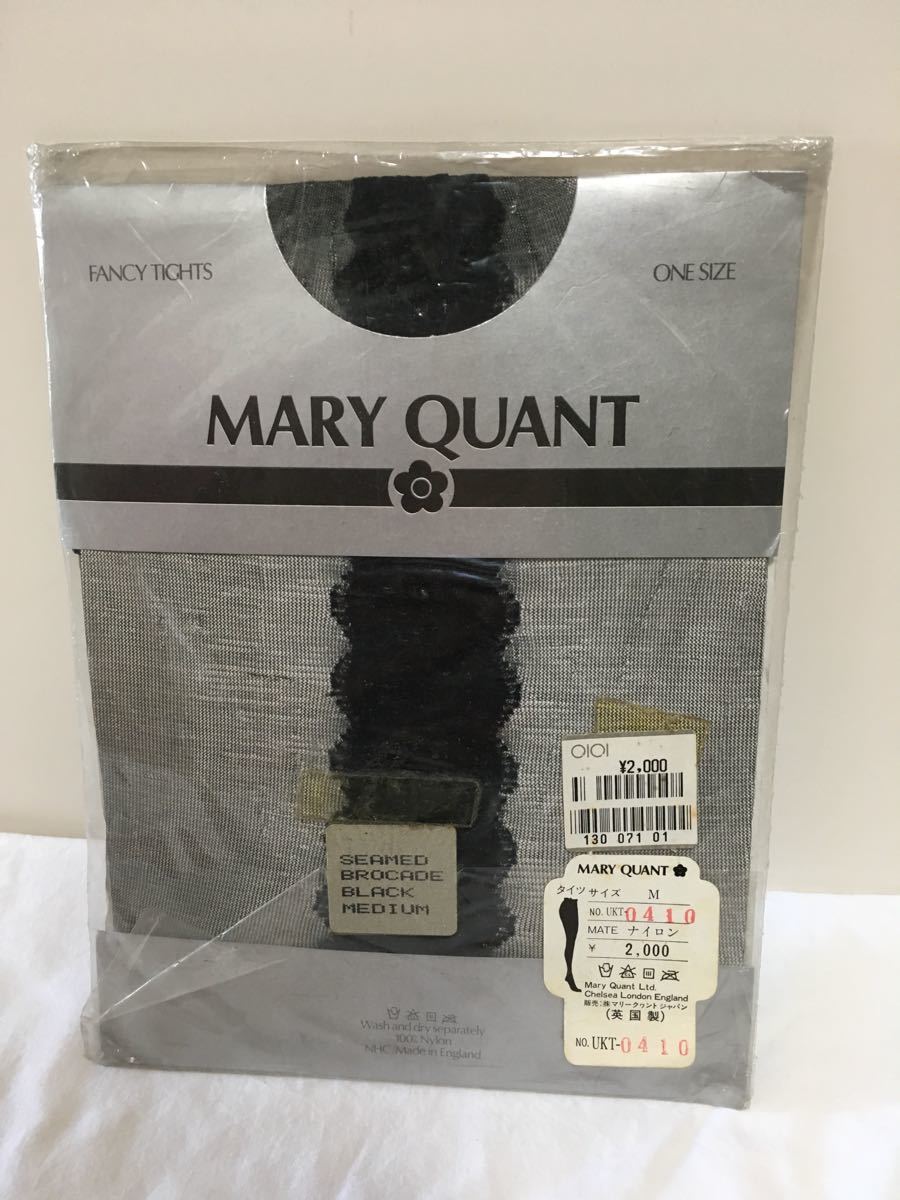 FANCY TIGHTS
ONE SIZE
MARY QUANT
OIOI
¥2,000
130 071 01
SEAMED
BROCADE
BLACK
MEDIUM
MARY QUANT
タイツ サイズ M
NO. UKT-0410
MATE ナイロン
¥ 2,000
Mary Quant Ltd.
Chelsea London England
販売:㈱マリークヮントジャパン
(英国製)
NO. UKT-0410
Wash and dry separately
100% Nylon
NHC. Made in England